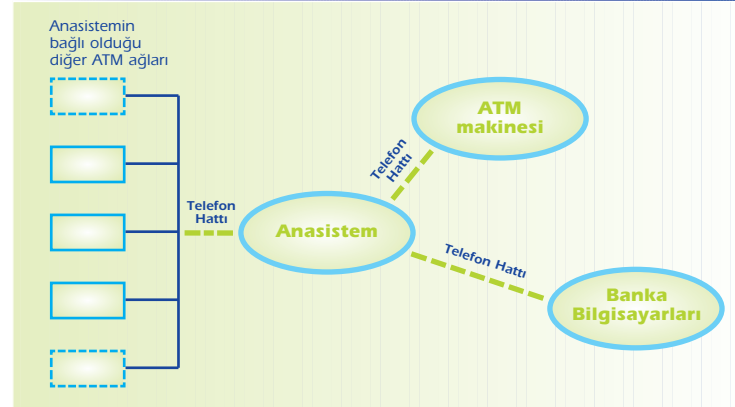 Anasistemin
bağlı olduğu
diğer ATM ağları
ATM
makinesi
Telefon
Hattı
Telefon
Hattı
Anasistem
Telefon Hattı
Banka
Bilgisayarları